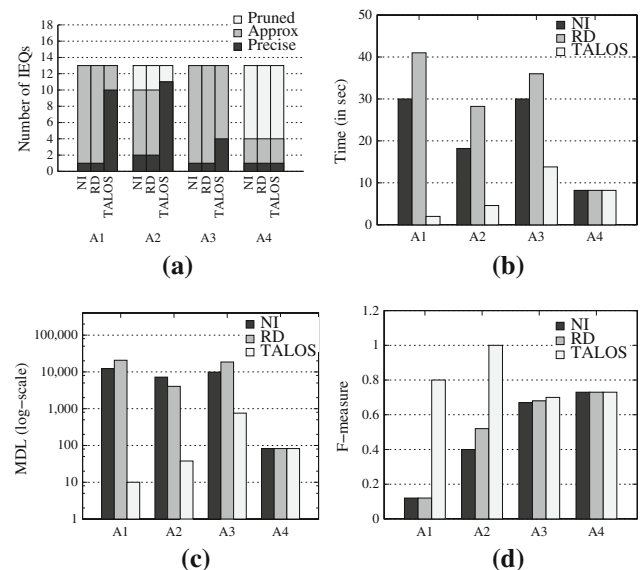 Pruned
Approx
Precise
Number of IEQs
18
16
14
12
10
8
6
4
2
0
NI
RD
TALOS
NI
RD
TALOS
NI
RD
TALOS
NI
RD
TALOS
A1
A2
A3
A4
(a)
NI
RD
TALOS
Time (in sec)
50
40
30
20
10
0
A1
A2
A3
A4
(b)
NI
RD
TALOS
MDL (log−scale)
100,000
10,000
1,000
100
10
1
A1
A2
A3
A4
(c)
NI
RD
TALOS
F−measure
1.2
1
0.8
0.6
0.4
0.2
0
A1
A2
A3
A4
(d)